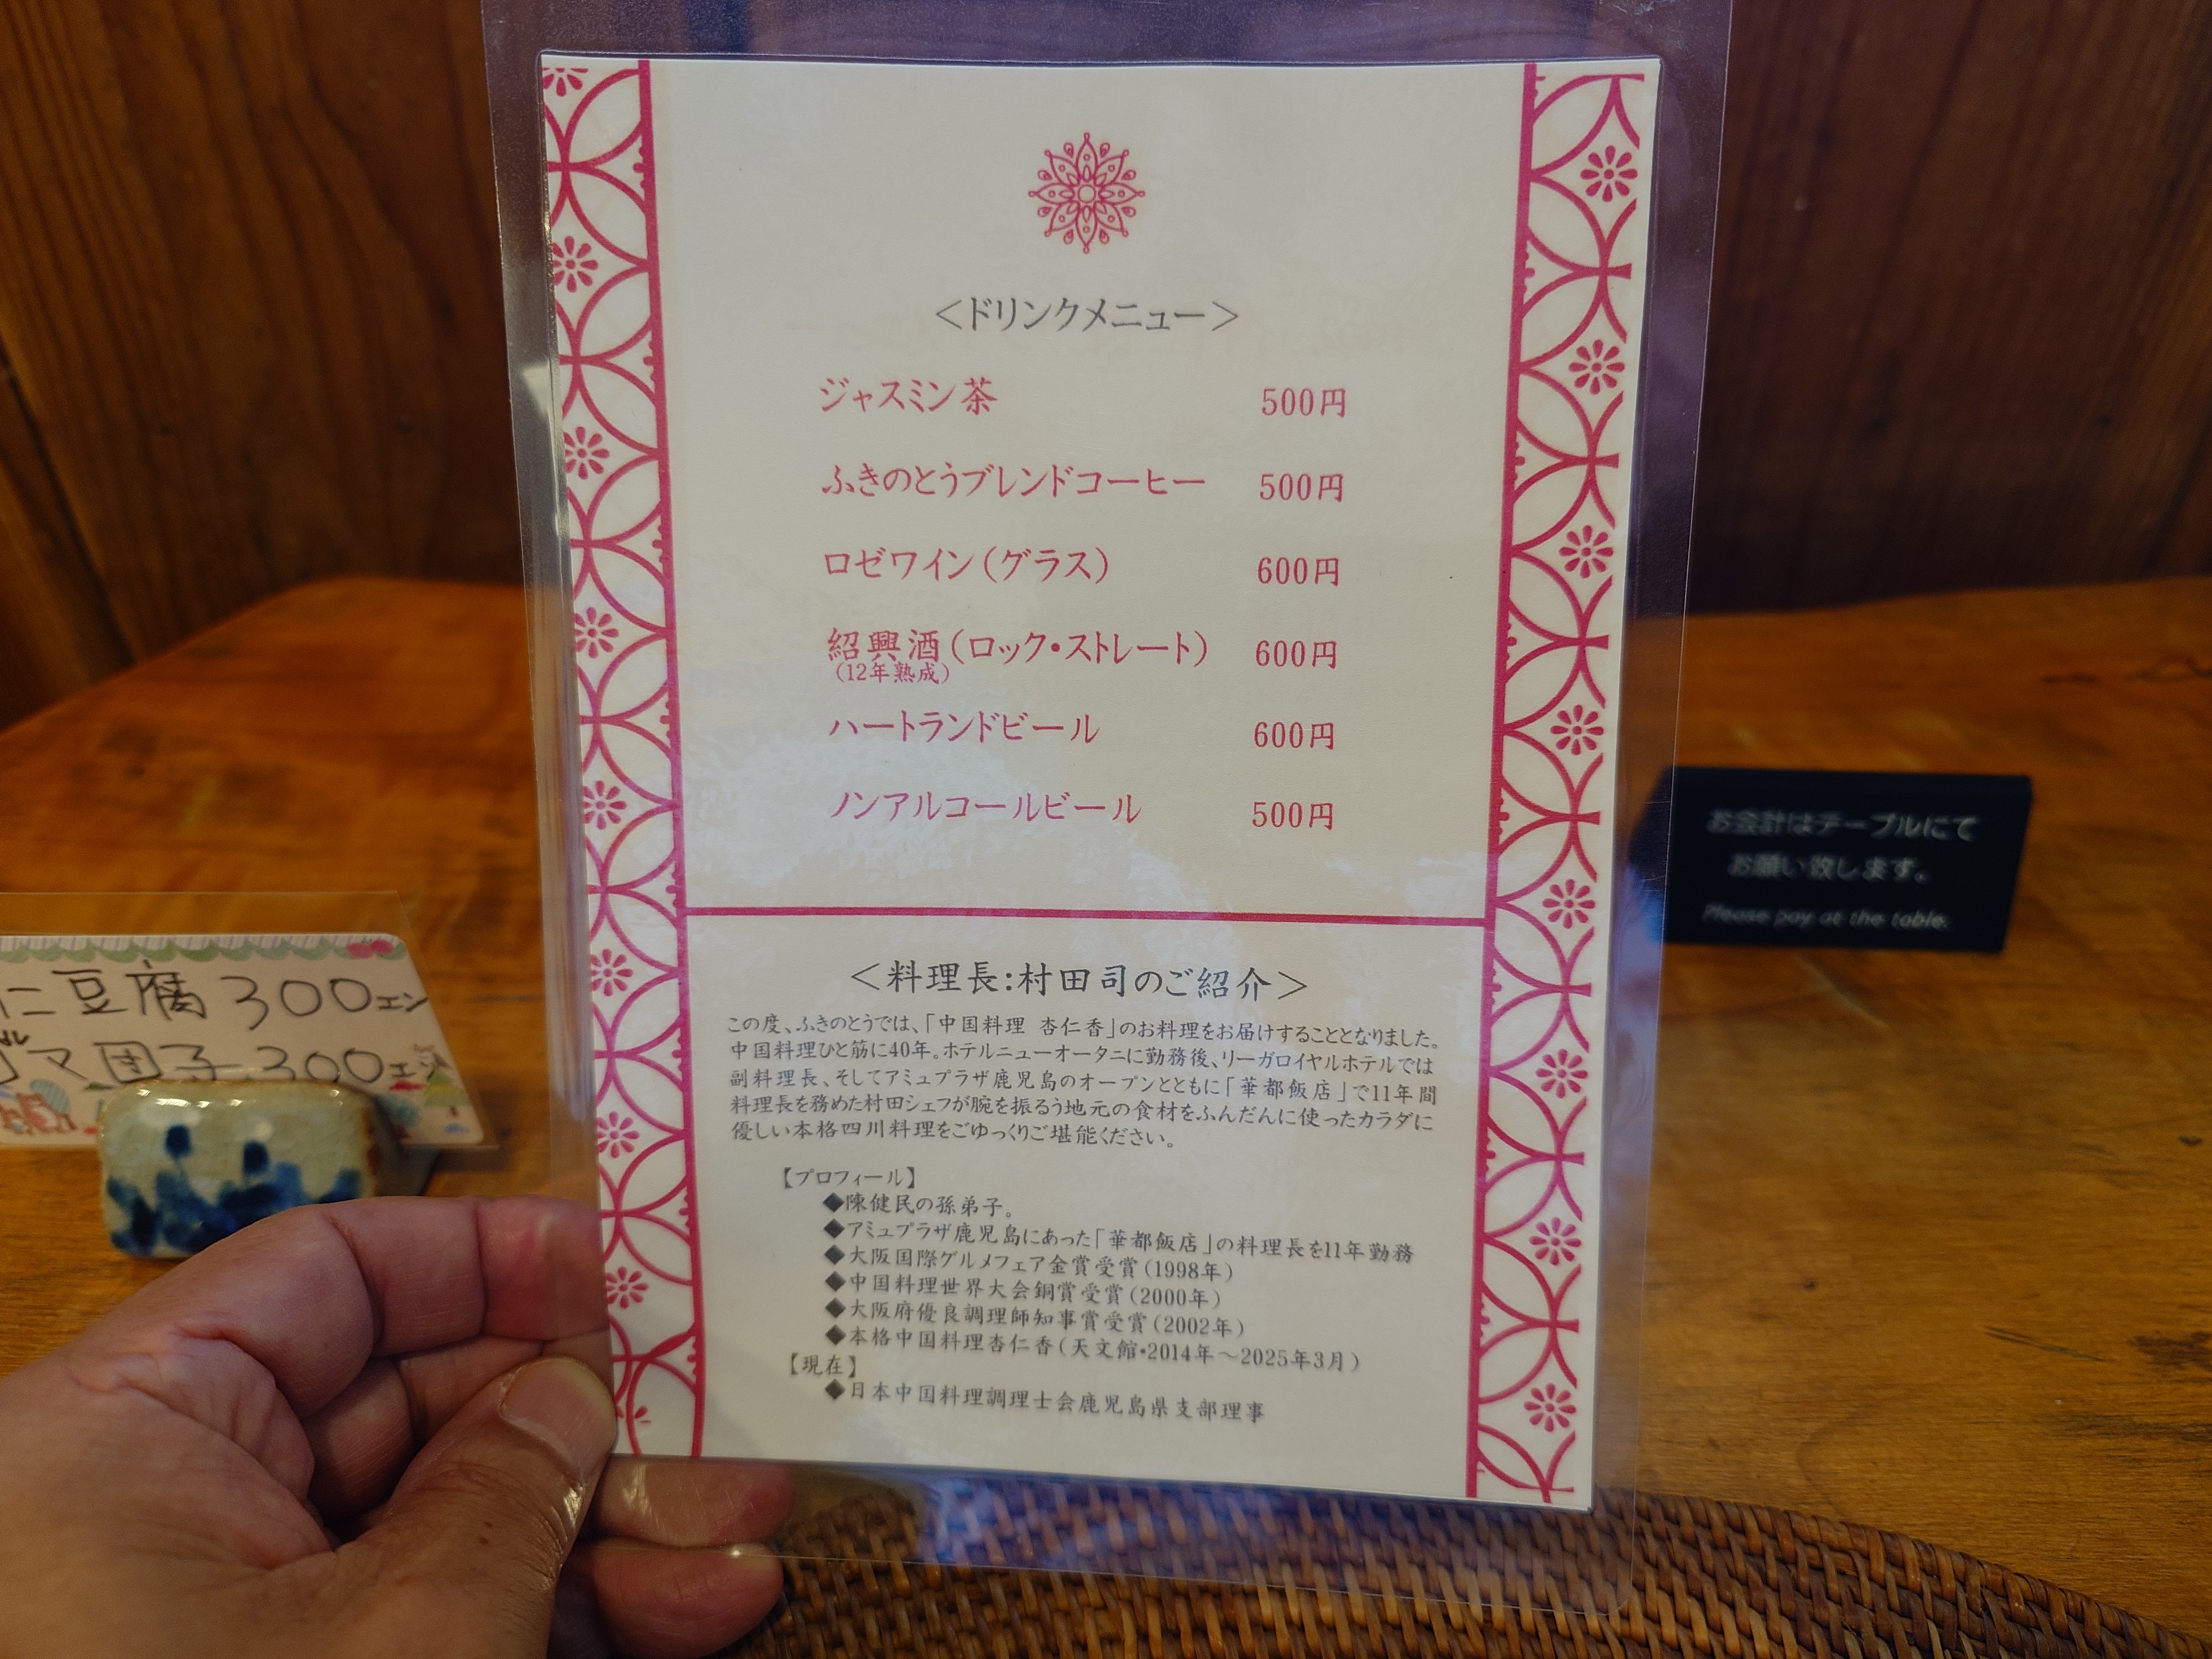 <ドリンクメニュー>
ジャスミン茶 500円
ふきのとうブレンドコーヒー 500円
ロゼワイン(グラス) 600円
紹興酒(ロック・ストレート) 600円
(12年熟成)
ハートランドビール 600円
ノンアルコールビール 500円
<料理長:村田司のご紹介>
この度、ふきのとうでは、「中国料理 杏仁香」のお料理をお届けすることとなりました。
中国料理ひと筋に40年。ホテルニューオータニに勤務後、リーガロイヤルホテルでは
副料理長、そしてアミュプラザ鹿児島のオープンとともに「華都飯店」で11年間
料理長を務めた村田シェフが腕を振るう地元の食材をふんだんに使ったカラダに
優しい本格四川料理をごゆっくりご堪能ください。
【プロフィール】
◆陳健民の孫弟子。
◆アミュプラザ鹿児島にあった「華都飯店」の料理長を11年勤務
◆大阪国際グルメフェア金賞受賞(1998年)
◆中国料理世界大会銅賞受賞(2000年)
◆大阪府優良調理師知事賞受賞(2002年)
◆本格中国料理杏仁香(天文館・2014年～2025年3月)
【現在】
◆日本中国料理調理士会鹿児島県支部理事
仁豆腐 300エン
ゴマ団子 300エン
お会計はテーブルにて
お願い致します。
Please pay at the table.